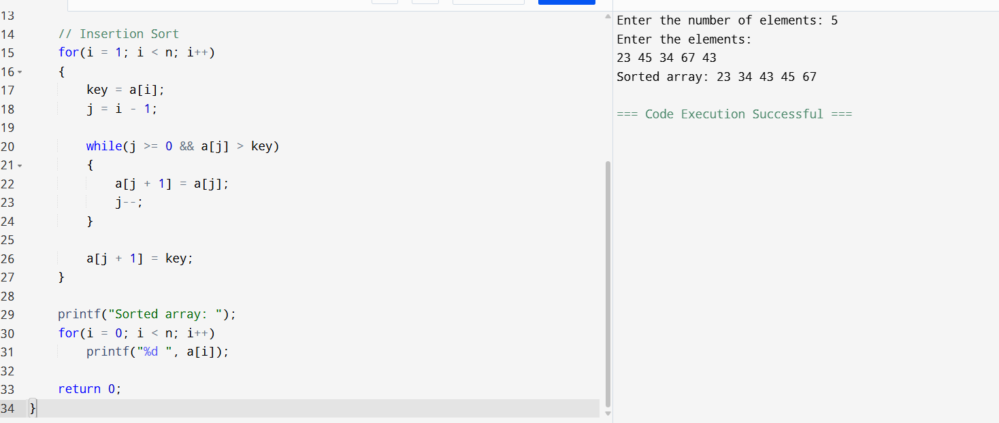 13
14 // Insertion Sort
15 for(i = 1; i < n; i++)
16 {
17 key = a[i];
18 j = i - 1;
19
20 while(j >= 0 && a[j] > key)
21 {
22 a[j + 1] = a[j];
23 j--;
24 }
25
26 a[j + 1] = key;
27 }
28
29 printf("Sorted array: ");
30 for(i = 0; i < n; i++)
31 printf("%d ", a[i]);
32
33 return 0;
34 }
Enter the number of elements: 5
Enter the elements:
23 45 34 67 43
Sorted array: 23 34 43 45 67
=== Code Execution Successful ===